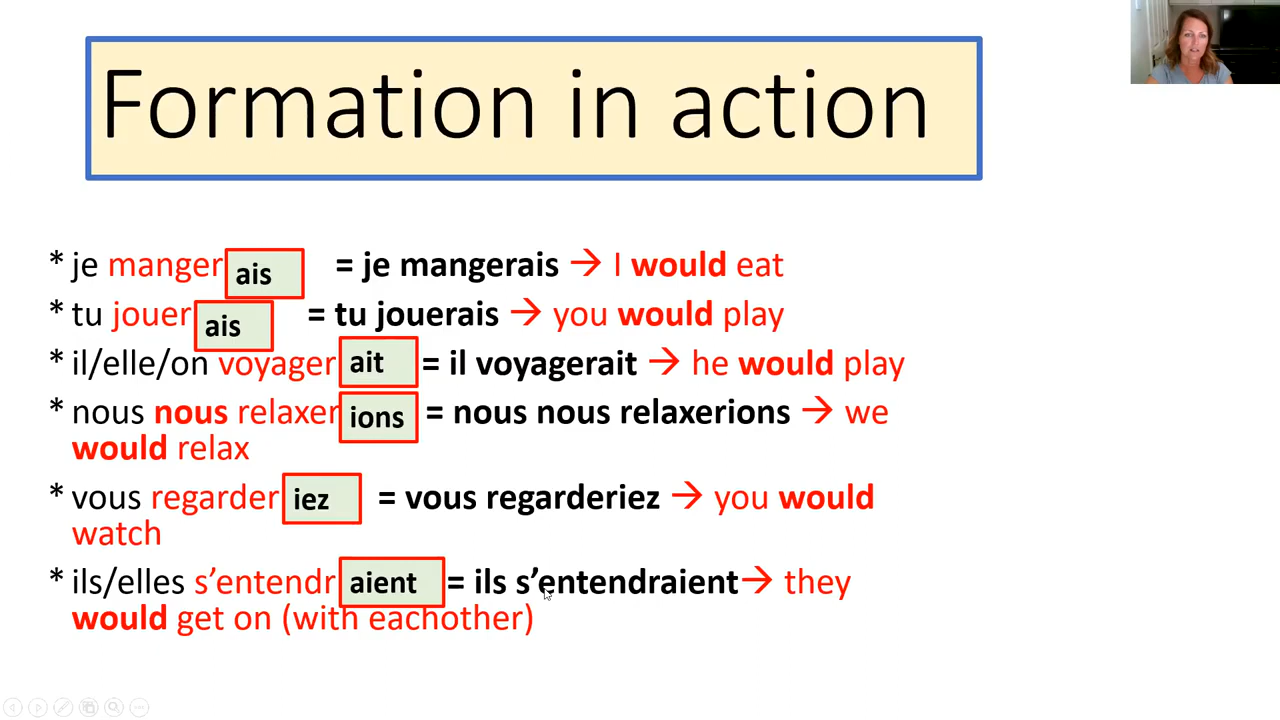 Formation in action
* je manger ais = je mangerais → I would eat
* tu jouer ais = tu jouerais → you would play
* il/elle/on voyager ait = il voyagerait → he would play
* nous nous relaxer ions = nous nous relaxerions → we
would relax
* vous regarder iez = vous regarderiez → you would
watch
* ils/elles s'entendr aient = ils s'entendraient→ they
would get on (with eachother)